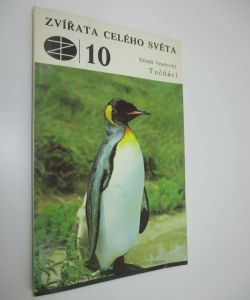 ZVÍŘATA CELÉHO SVĚTA
10
Zdeněk Veselovský
Tučňáci